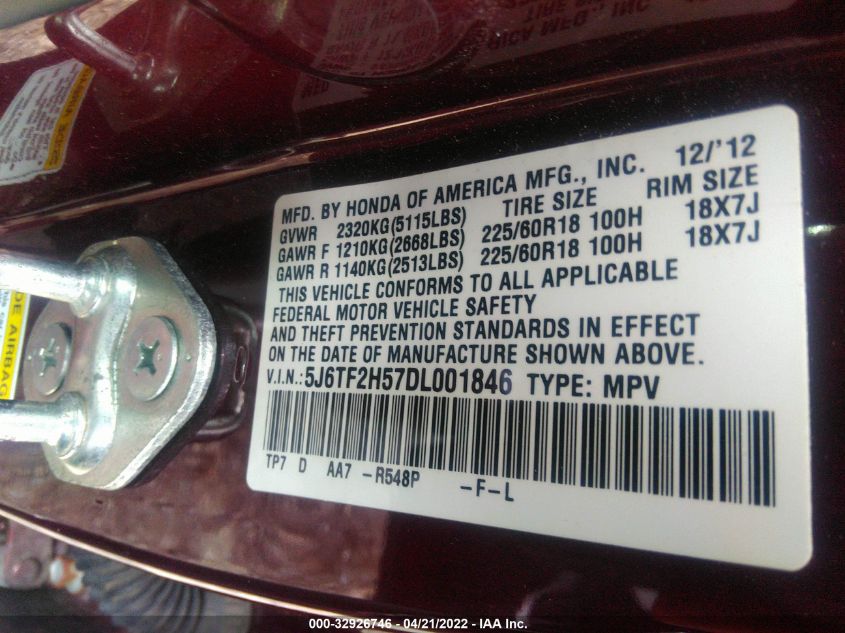 MFD. BY HONDA OF AMERICA MFG., INC. 12/'12
GVWR 2320KG(5115LBS) TIRE SIZE RIM SIZE
GAWR F 1210KG(2668LBS) 225/60R18 100H 18X7J
GAWR R 1140KG(2513LBS) 225/60R18 100H 18X7J
THIS VEHICLE CONFORMS TO ALL APPLICABLE
FEDERAL MOTOR VEHICLE SAFETY
AND THEFT PREVENTION STANDARDS IN EFFECT
ON THE DATE OF MANUFACTURE SHOWN ABOVE.
V.I.N.: 5J6TF2H57DL001846 TYPE: MPV
TP7 D AA7 -R548P -F-L
DE AIRBAG
000-32926746 - 04/21/2022 - IAA Inc.